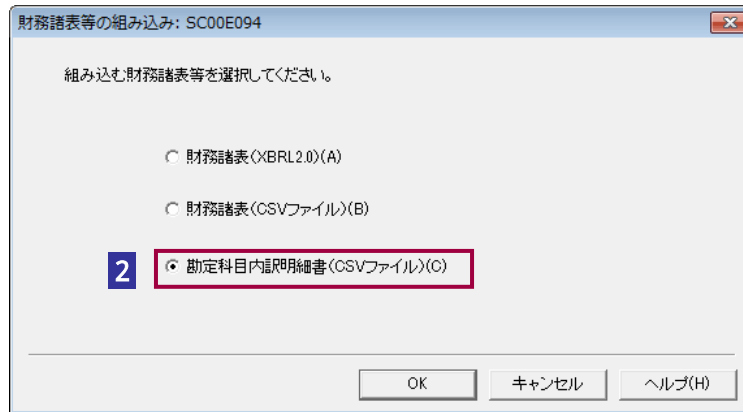 財務諸表等の組み込み: SC00E094
組み込む財務諸表等を選択してください。
財務諸表(XBRL2.0)(A)
財務諸表(CSVファイル)(B)
2 勘定科目内訳明細書(CSVファイル)(C)
OK キャンセル ヘルプ(H)